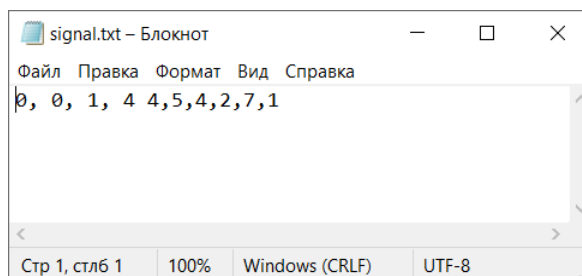 signal.txt – Блокнот
Файл Правка Формат Вид Справка
0, 0, 1, 4 4,5,4,2,7,1
Стр 1, стлб 1 100% Windows (CRLF) UTF-8